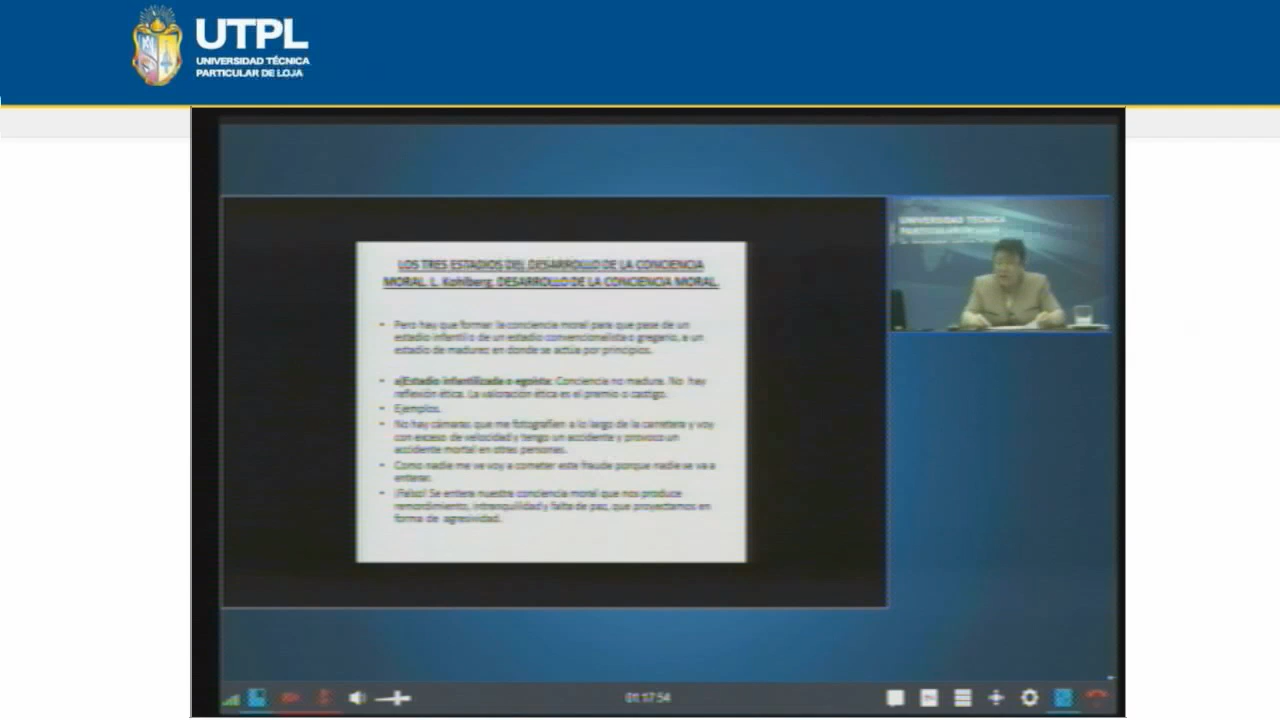 UTPL
UNIVERSIDAD TÉCNICA
PARTICULAR DE LOJA
UNIVERSIDAD TÉCNICA
PARTICULAR DE LOJA
LOS TRES ESTADIOS DEL DESARROLLO DE LA CONCIENCIA
MORAL. L. Kohlberg. DESARROLLO DE LA CONCIENCIA MORAL.
• Pero hay que formar la conciencia moral para que pase de un
estadio infantil o de un estadio convencionalista o gregario, a un
estadio de madurez en donde se actúa por principios.
• a)Estadio infantilizada o egoísta: Conciencia no madura. No hay
reflexión ética. La valoración ética es el premio o castigo.
• Ejemplos.
• No hay cámaras que me fotografíen a lo largo de la carretera y voy
con exceso de velocidad y tengo un accidente y provoco un
accidente mortal en otras personas.
• Como nadie me ve voy a cometer este fraude porque nadie se va a
enterar.
• ¡Falso! Se entera nuestra conciencia moral que nos produce
remordimiento, intranquilidad y falta de paz, que proyectamos en
forma de agresividad.
01:17:54